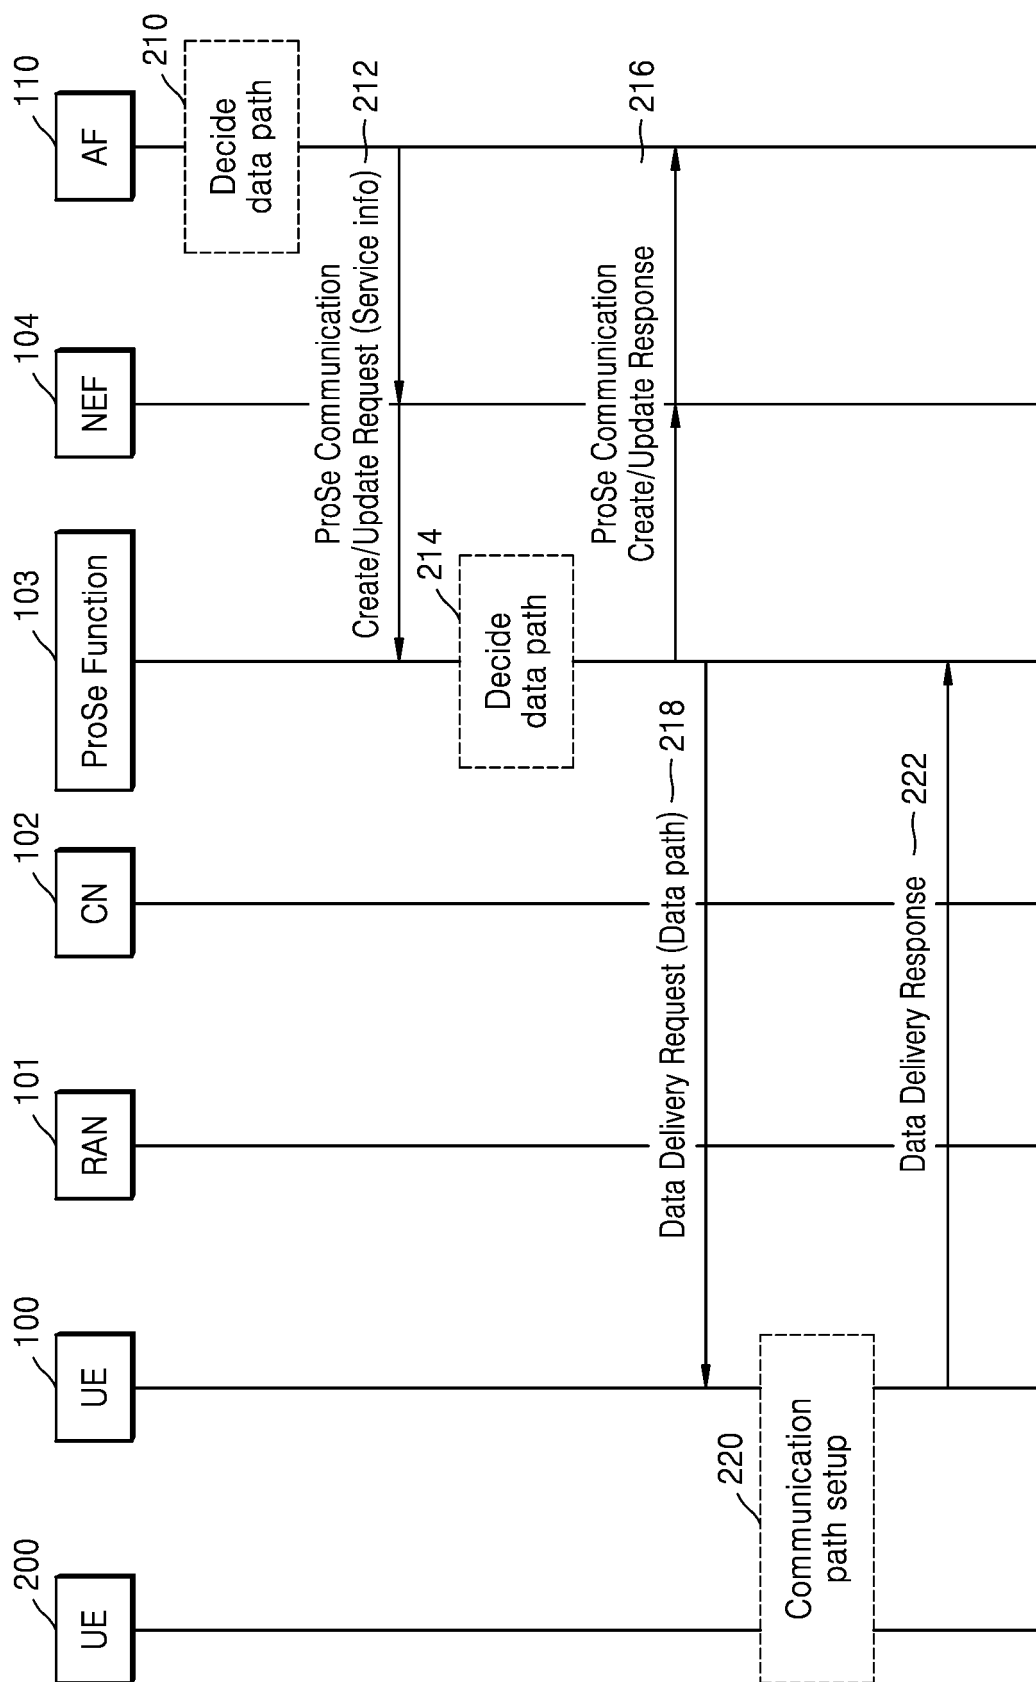 200
UE
100
UE
101
RAN
102
CN
103
ProSe Function
104
NEF
110
AF
210
Decide
data path
ProSe Communication
Create/Update Request (Service info)
212
214
Decide
data path
ProSe Communication
Create/Update Response
216
Data Delivery Request (Data path)
218
220
Communication
path setup
Data Delivery Response
222